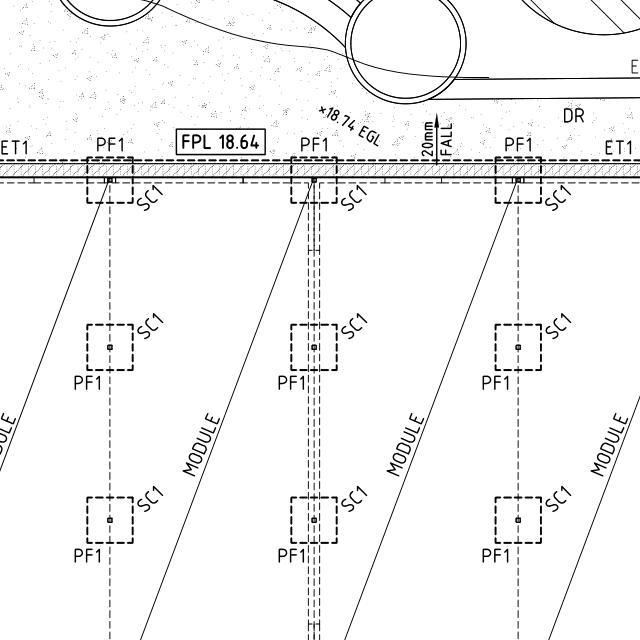 E
DR
×18.74 EGL
20mm
FALL
ET1
PF1
FPL 18.64
PF1
PF1
ET1
SC1
SC1
SC1
SC1
SC1
SC1
PF1
PF1
PF1
MODULE
MODULE
MODULE
SC1
SC1
SC1
PF1
PF1
PF1